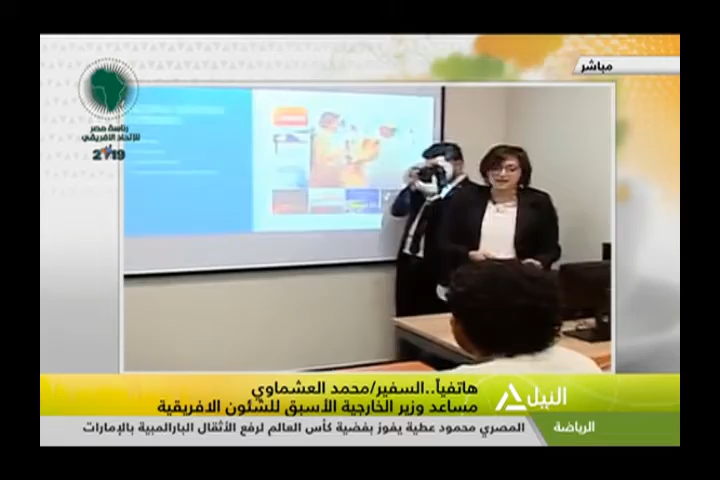 مباشر
رئاسة مصر
للإتحاد الافريقي
2019
هاتفياً..السفير/محمد العشماوي
مساعد وزير الخارجية الأسبق للشئون الافريقية
النيل
الرياضة
المصري محمود عطية يفوز بفضية كأس العالم لرفع الأثقال البارالمبية بالإمارات